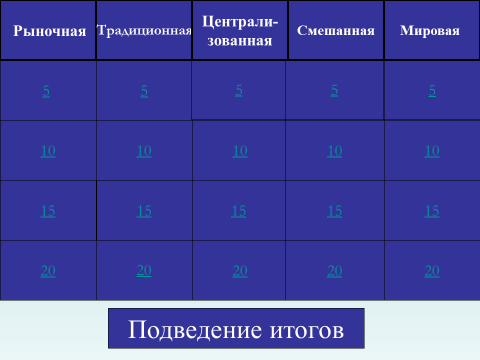 Рыночная Традиционная Централи-
зованная Смешанная Мировая
5 5 5 5 5
10 10 10 10 10
15 15 15 15 15
20 20 20 20 20
Подведение итогов